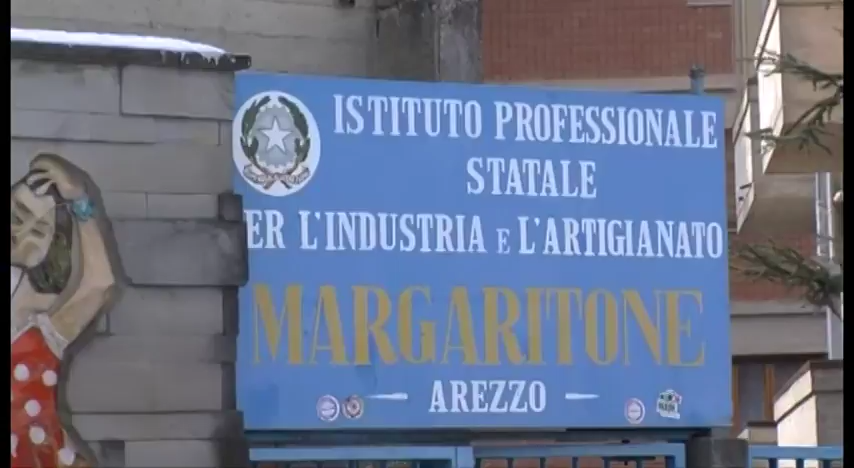 ISTITUTO PROFESSIONALE
STATALE
ER L'INDUSTRIA E L'ARTIGIANATO
MARGARITONE
AREZZO